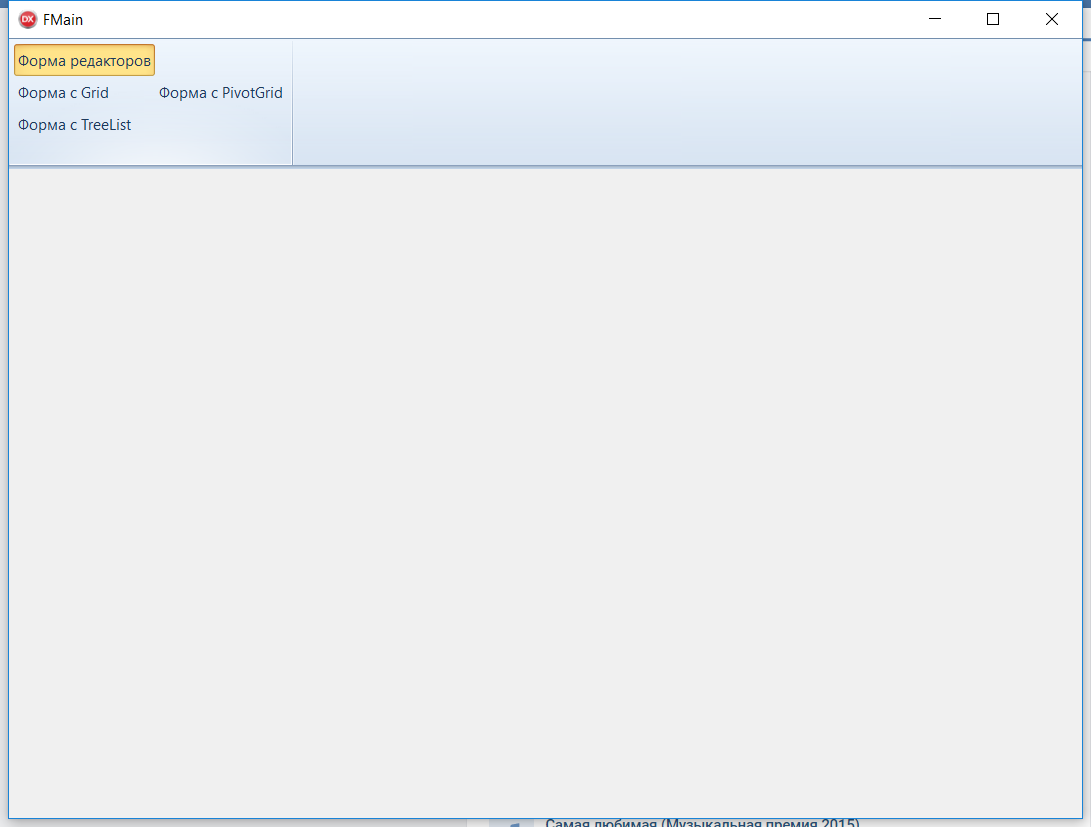 DX FMain
Форма редакторов
Форма с Grid Форма с PivotGrid
Форма с TreeList
Самая любимая (Музыкальная премия 2015)